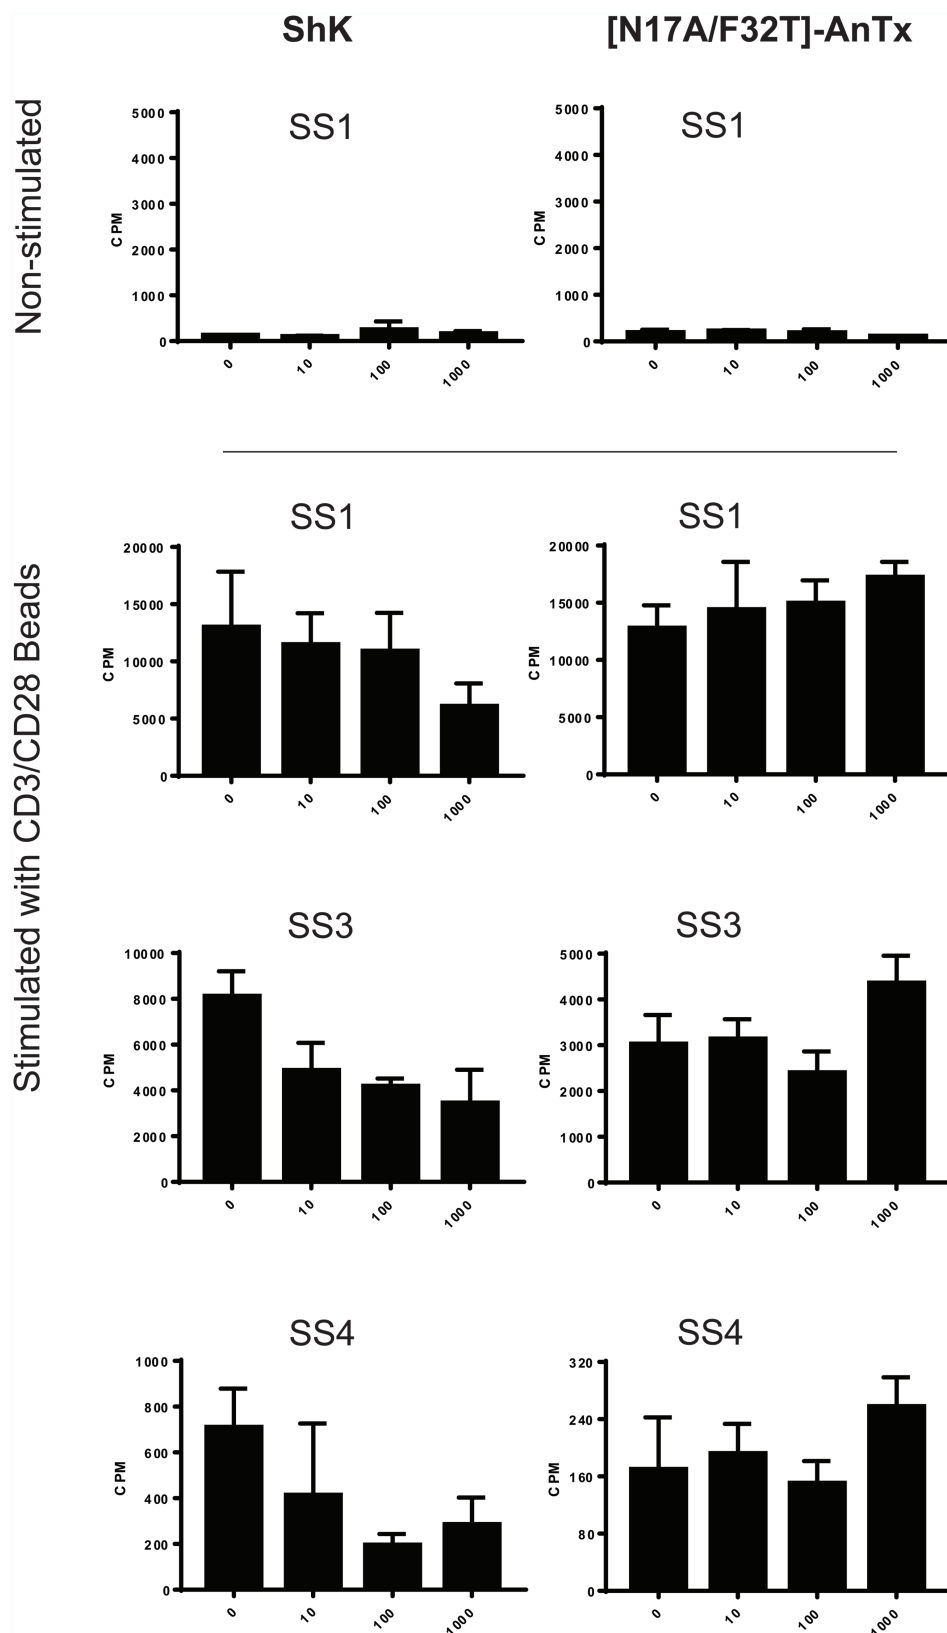 ShK [N17A/F32T]-AnTx
Non-stimulated
SS1
5000
4000
3000
2000
1000
0
CPM
0 10 100 1000
SS1
5000
4000
3000
2000
1000
0
CPM
0 10 100 1000
Stimulated with CD3/CD28 Beads
SS1
20000
15000
10000
5000
0
CPM
0 10 100 1000
SS1
20000
15000
10000
5000
0
CPM
0 10 100 1000
SS3
10000
8000
6000
4000
2000
0
CPM
0 10 100 1000
SS3
5000
4000
3000
2000
1000
0
CPM
0 10 100 1000
SS4
1000
800
600
400
200
0
CPM
0 10 100 1000
SS4
320
240
160
80
0
CPM
0 10 100 1000